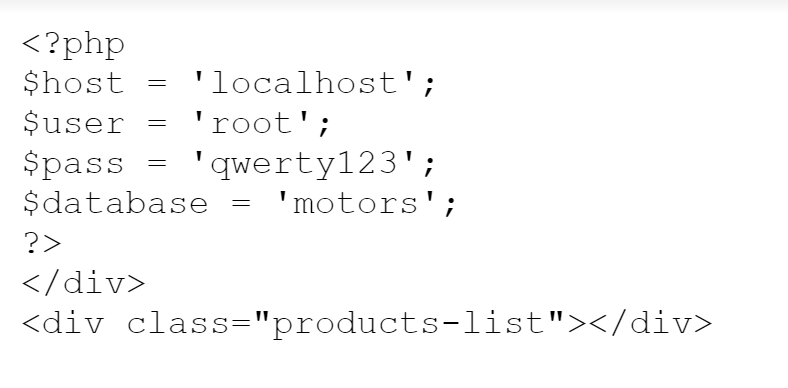 <?php
$host = 'localhost';
$user = 'root';
$pass = 'qwerty123';
$database = 'motors';
?>
</div>
<div class="products-list"></div>